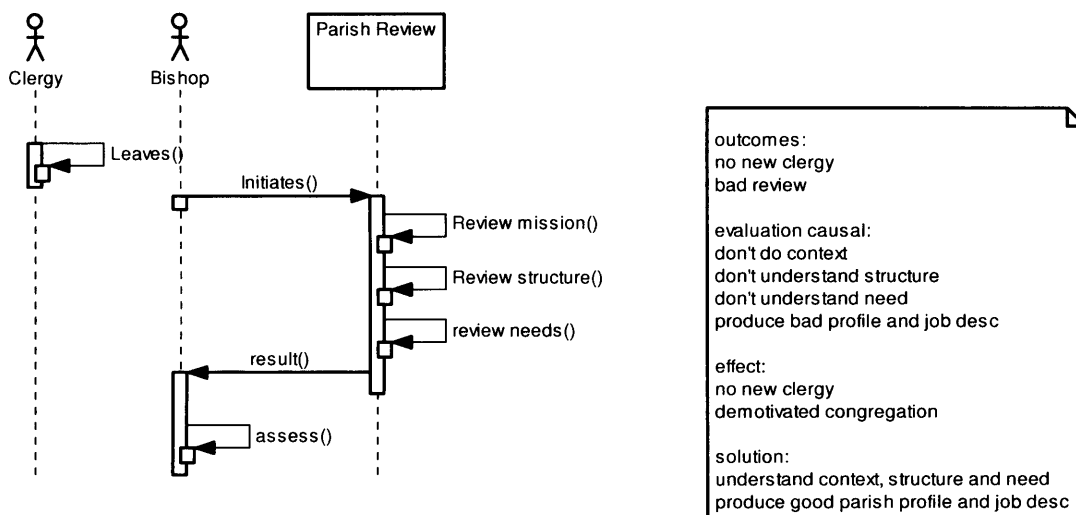 Clergy
Bishop
Parish Review
Leaves()
Initiates()
Review mission()
Review structure()
review needs()
result()
assess()
outcomes:
no new clergy
bad review
evaluation causal:
don't do context
don't understand structure
don't understand need
produce bad profile and job desc
effect:
no new clergy
demotivated congregation
solution:
understand context, structure and need
produce good parish profile and job desc